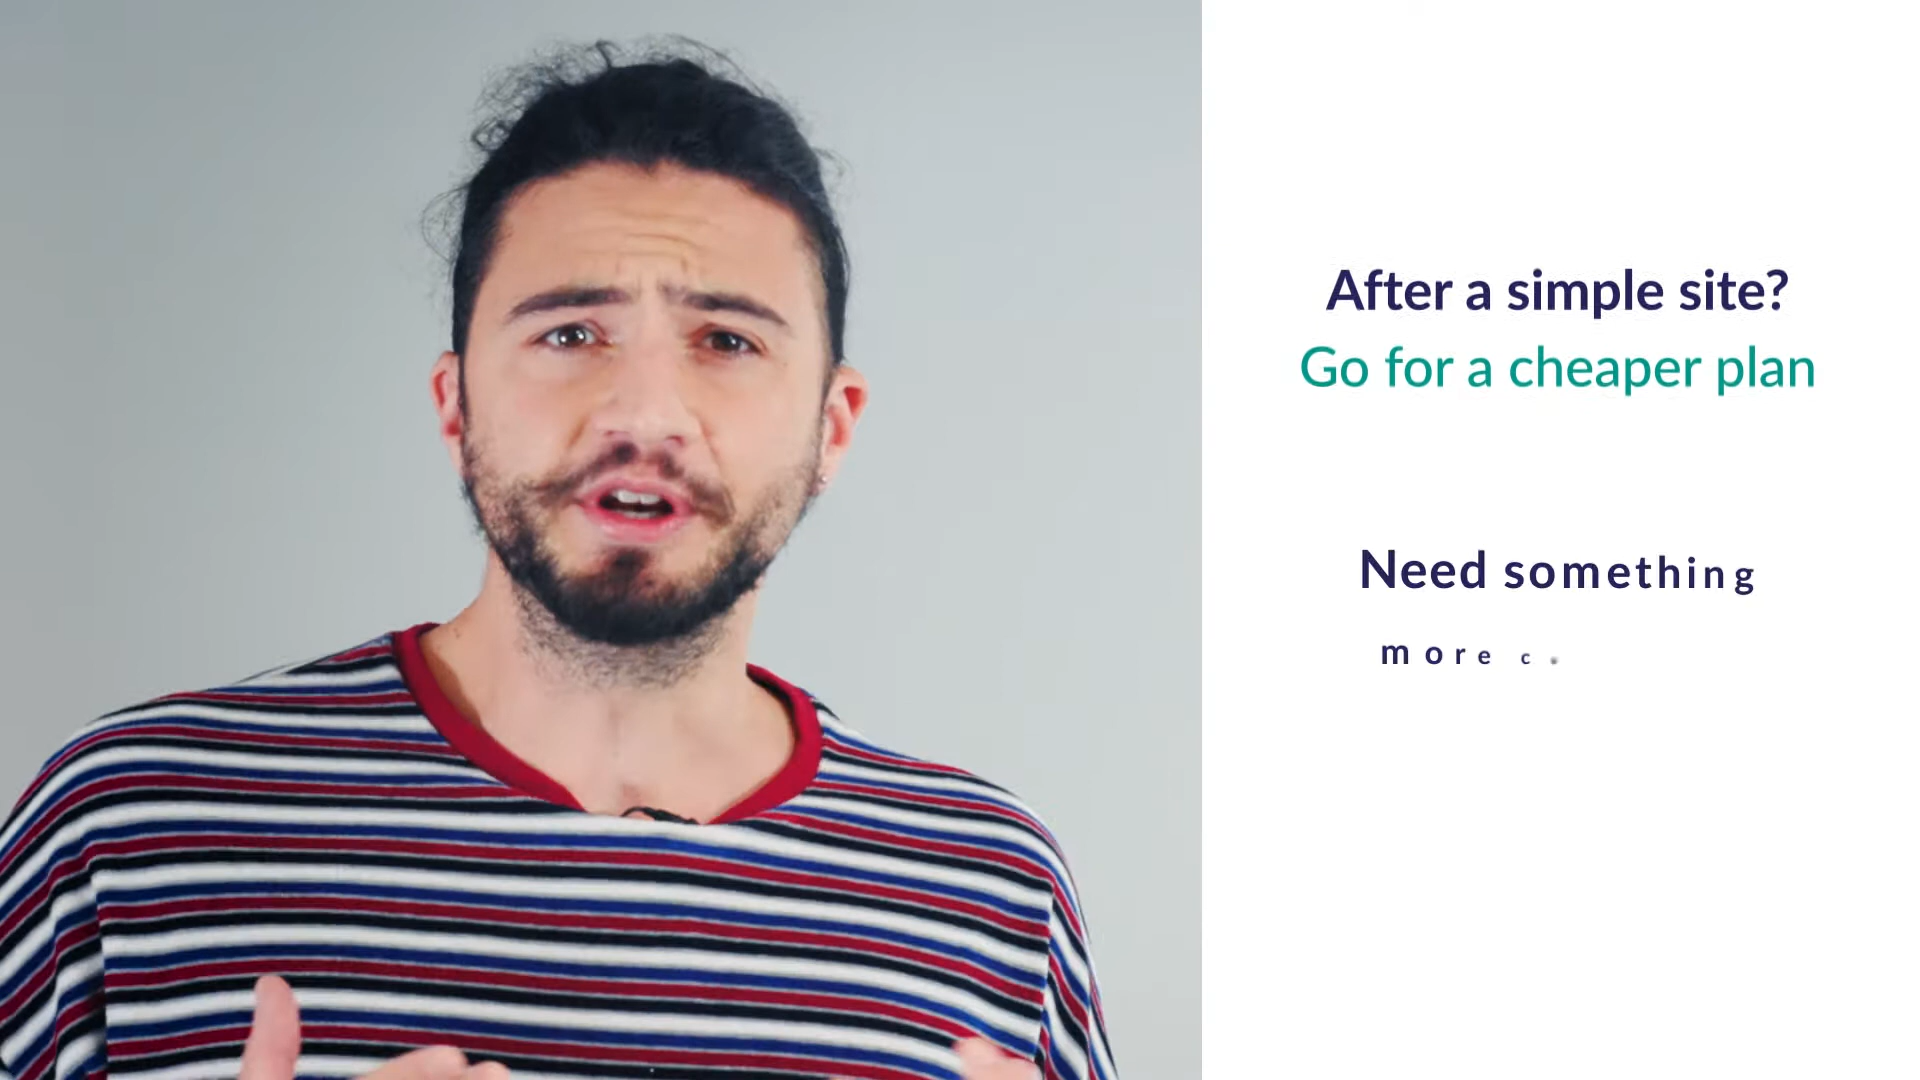 After a simple site?
Go for a cheaper plan
Need something
more c